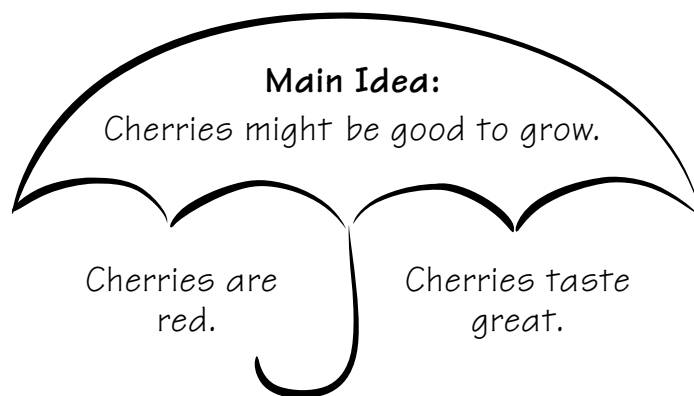 Main Idea:
Cherries might be good to grow.
Cherries are
red.
Cherries taste
great.